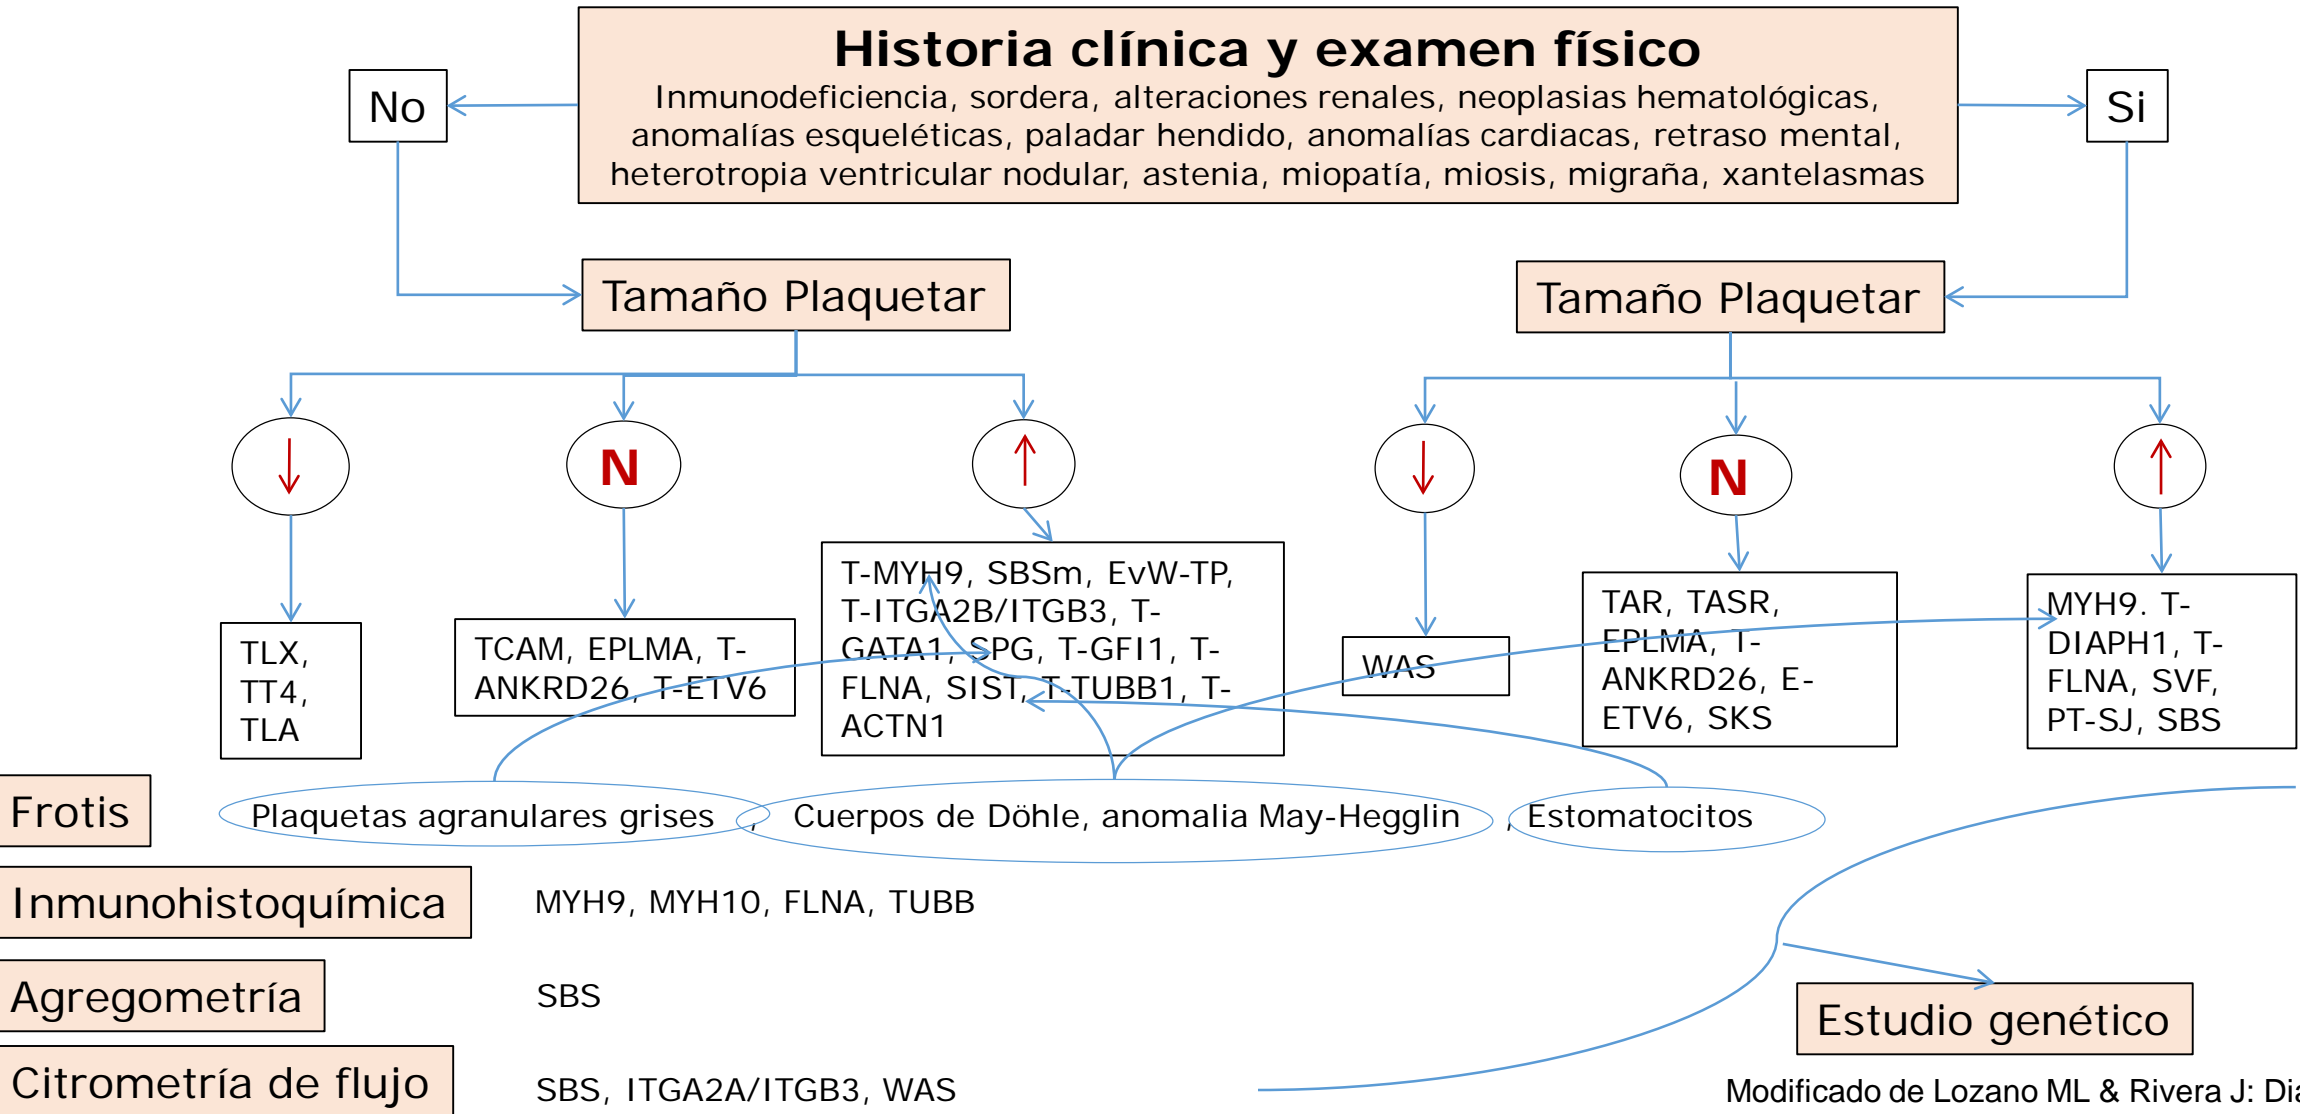 Historia clínica y examen físico
Inmunodeficiencia, sordera, alteraciones renales, neoplasias hematológicas,
anomalías esqueléticas, paladar hendido, anomalías cardiacas, retraso mental,
heterotropia ventricular nodular, astenia, miopatía, miosis, migraña, xantelasmas
No
Si
Tamaño Plaquetar
Tamaño Plaquetar
N
N
TLX,
TT4,
TLA
TCAM, EPLMA, T-
ANKRD26, T-ETV6
T-MYH9, SBSm, EvW-TP,
T-ITGA2B/ITGB3, T-
GATA1, SPG, T-GFI1, T-
FLNA, SIST, T-TUBB1, T-
ACTN1
WAS
TAR, TASR,
EPLMA, T-
ANKRD26, E-
ETV6, SKS
MYH9. T-
DIAPH1, T-
FLNA, SVF,
PT-SJ, SBS
Frotis
Plaquetas agranulares grises , Cuerpos de Döhle, anomalia May-Hegglin , Estomatocitos
Inmunohistoquímica
MYH9, MYH10, FLNA, TUBB
Agregometría
SBS
Estudio genético
Citrometría de flujo
SBS, ITGA2A/ITGB3, WAS
Modificado de Lozano ML & Rivera J: